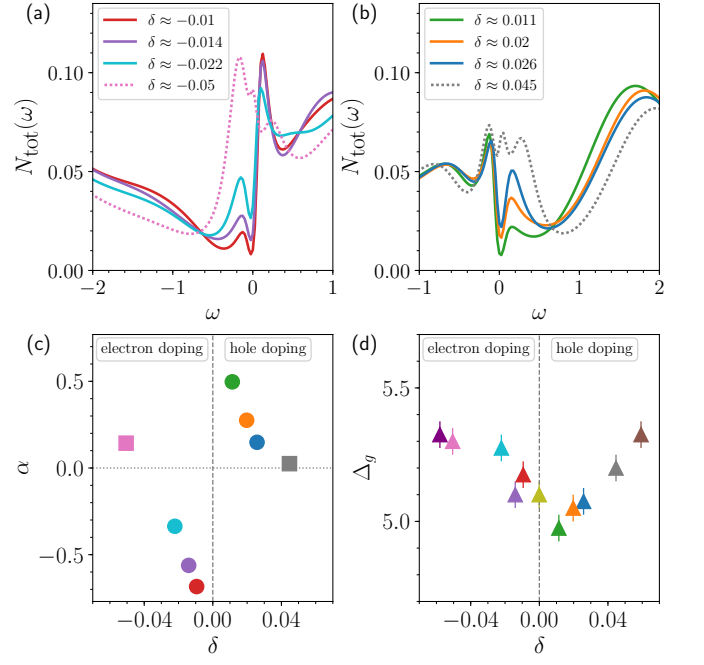 (a)
δ ≈ −0.01
δ ≈ −0.014
δ ≈ −0.022
δ ≈ −0.05
0.10
0.05
0.00
N_tot(ω)
−2
−1
0
1
ω
(b)
δ ≈ 0.011
δ ≈ 0.02
δ ≈ 0.026
δ ≈ 0.045
0.10
0.05
0.00
N_tot(ω)
−1
0
1
2
ω
(c)
electron doping
hole doping
0.5
0.0
−0.5
α
−0.04
0.00
0.04
δ
(d)
electron doping
hole doping
5.5
5.0
Δ_g
−0.04
0.00
0.04
δ